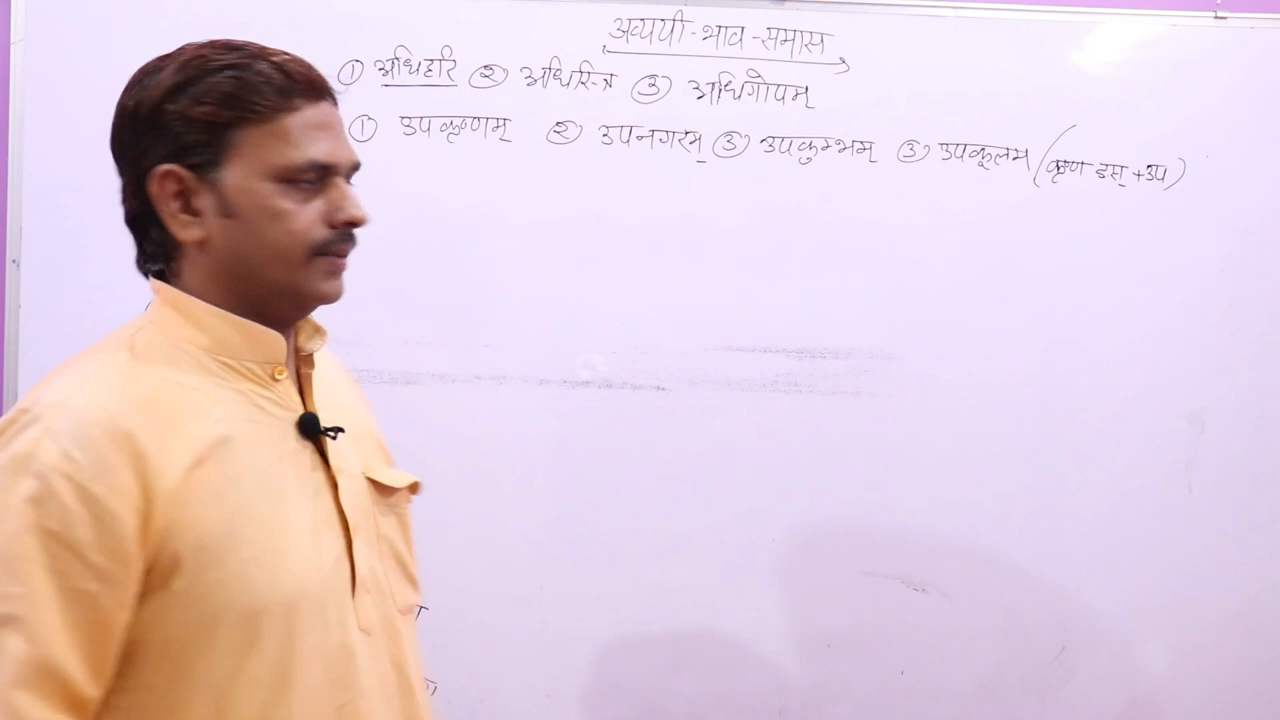 अव्ययी-भाव-समास
① अधिहरि ② अधिस्त्रि ③ अधिगोपम्
① उपकृष्णम् ② उपनगरम् ③ उपकुम्भम् ③ उपकूलम (कृष्ण डस् +उप)